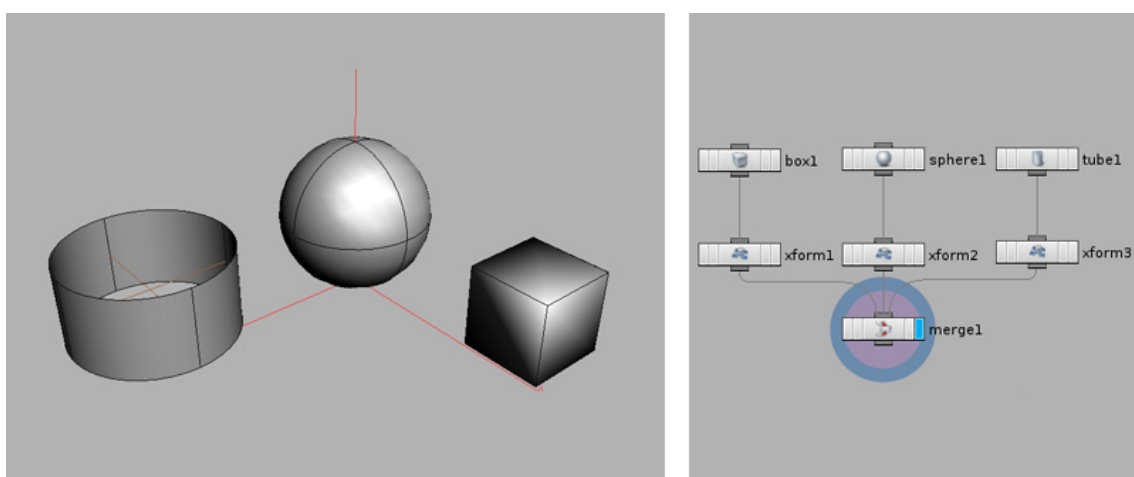 box1
sphere1
tube1
xform1
xform2
xform3
merge1